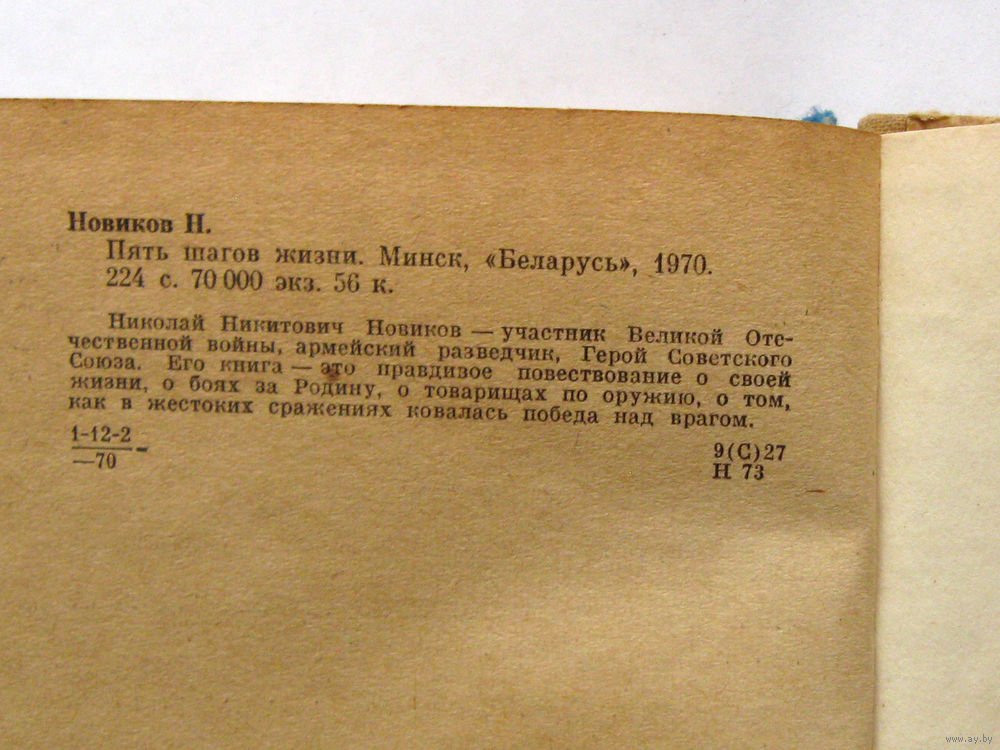 Новиков Н.
Пять шагов жизни. Минск, «Беларусь», 1970.
224 с. 70 000 экз. 56 к.
Николай Никитович Новиков — участник Великой Оте-
чественной войны, армейский разведчик, Герой Советского
Союза. Его книга — это правдивое повествование о своей
жизни, о боях за Родину, о товарищах по оружию, о том,
как в жестоких сражениях ковалась победа над врагом.
1-12-2
—70
9(С)27
Н 73
www.ay.by